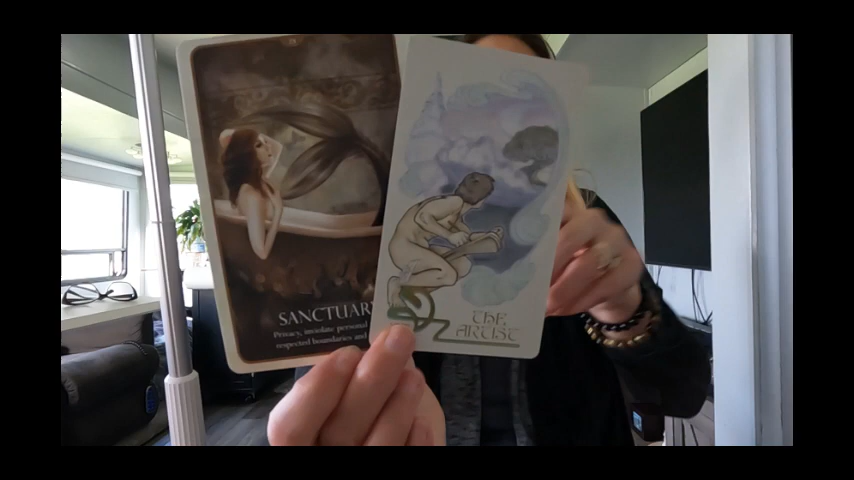 SANCTUARY
Privacy, inviolate personal
respected boundaries and
THE
ARTIST